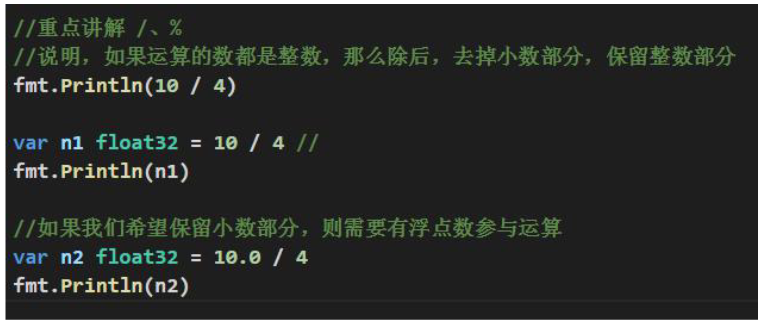 //重点讲解 /、%
//说明，如果运算的数都是整数，那么除后，去掉小数部分，保留整数部分
fmt.Println(10 / 4)
var n1 float32 = 10 / 4 //
fmt.Println(n1)
//如果我们希望保留小数部分，则需要有浮点数参与运算
var n2 float32 = 10.0 / 4
fmt.Println(n2)